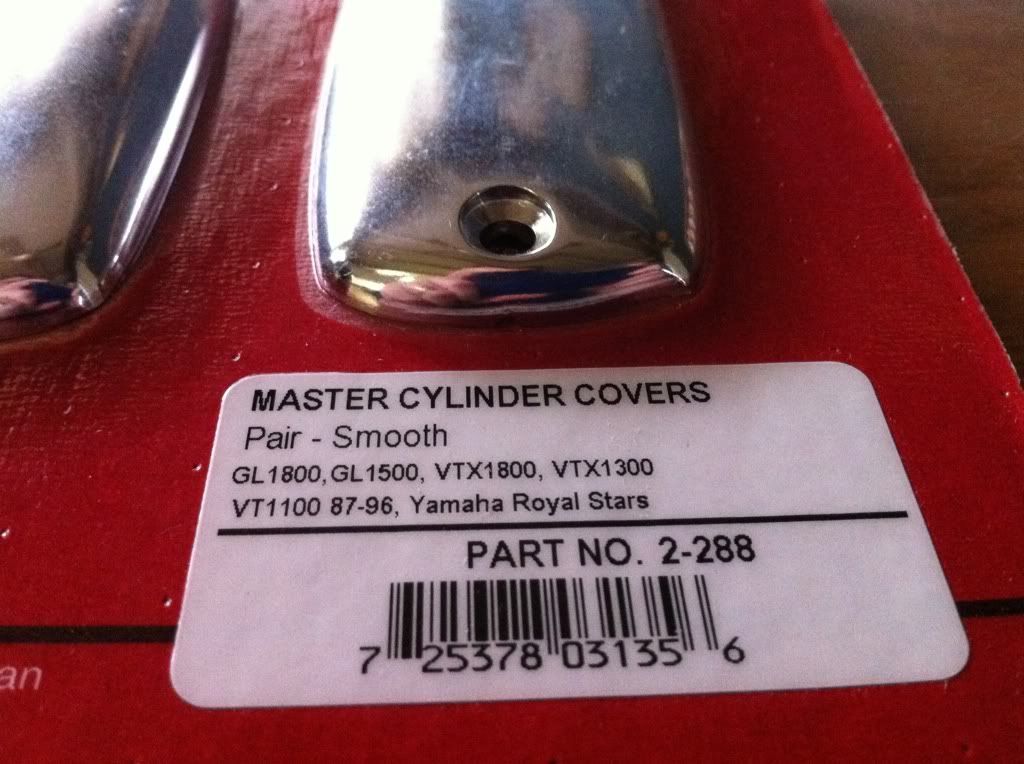 MASTER CYLINDER COVERS
Pair - Smooth
GL1800,GL1500, VTX1800, VTX1300
VT1100 87-96, Yamaha Royal Stars
PART NO. 2-288
7 25378 03135 6
an